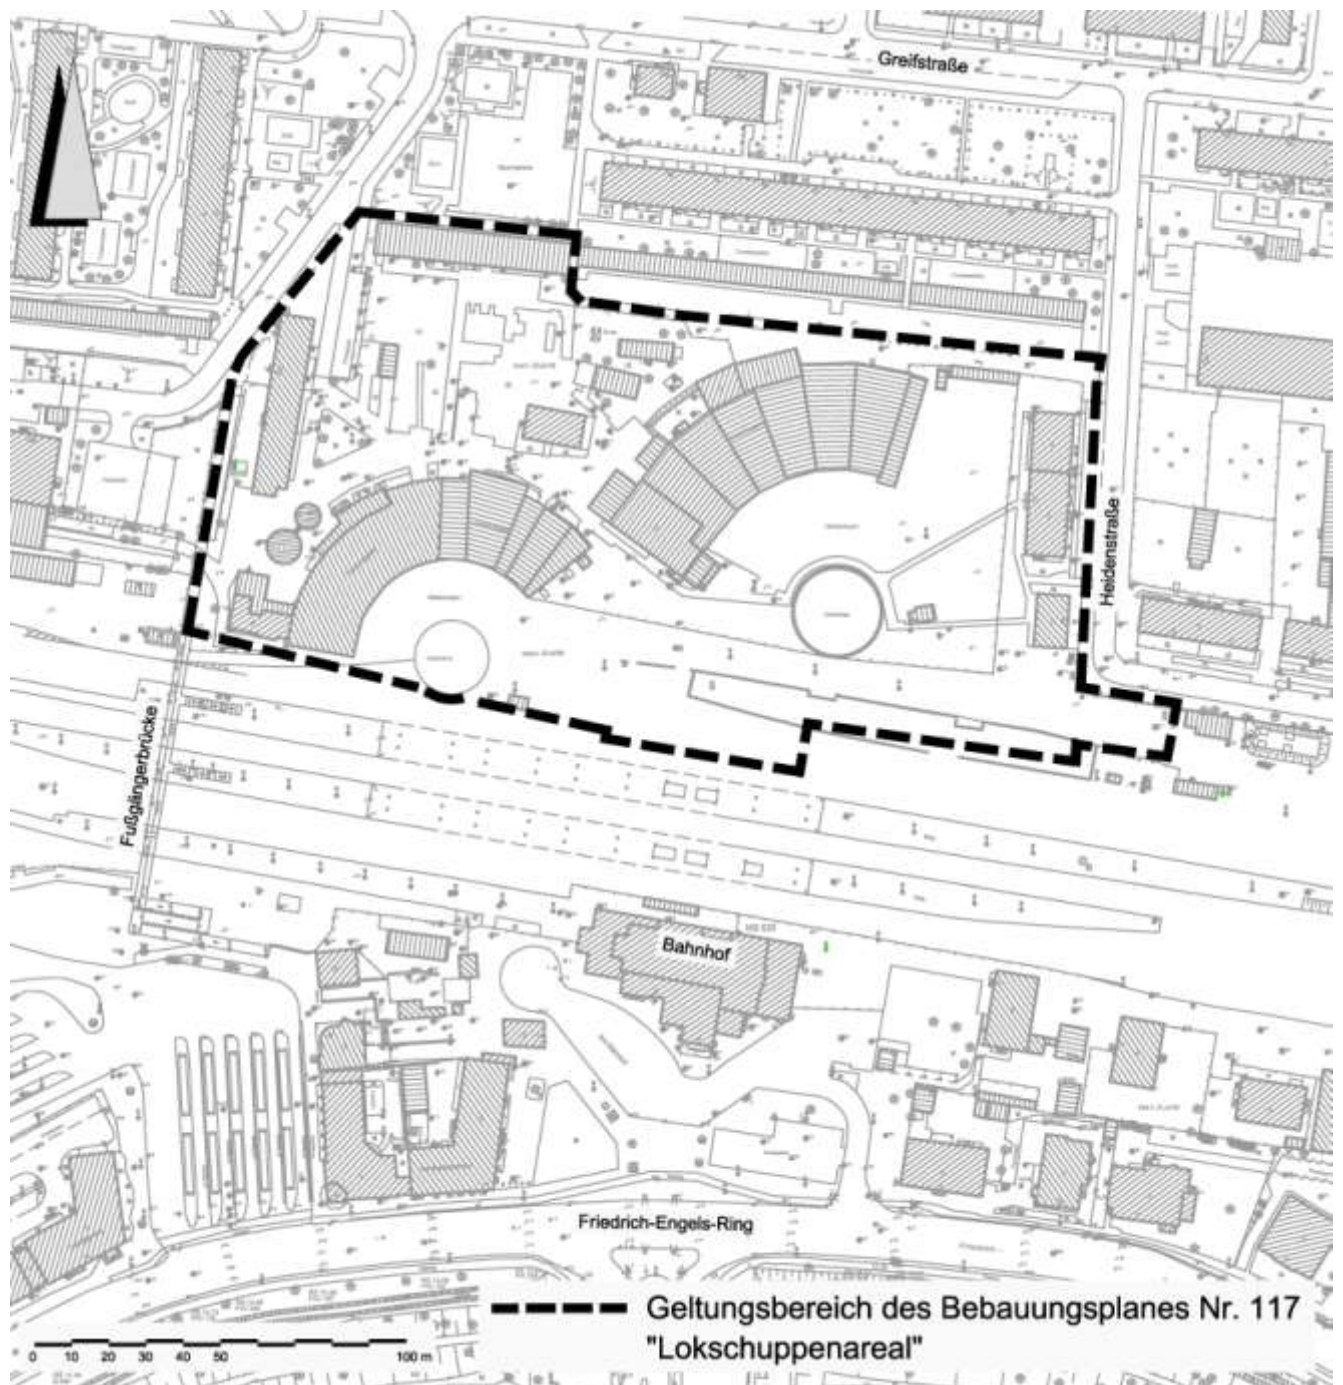 Greifstraße
Heidenstraße
Fußgängerbrücke
Bahnhof
Friedrich-Engels-Ring
Geltungsbereich des Bebauungsplanes Nr. 117
"Lokschuppenareal"
0 10 20 30 40 50 100 m